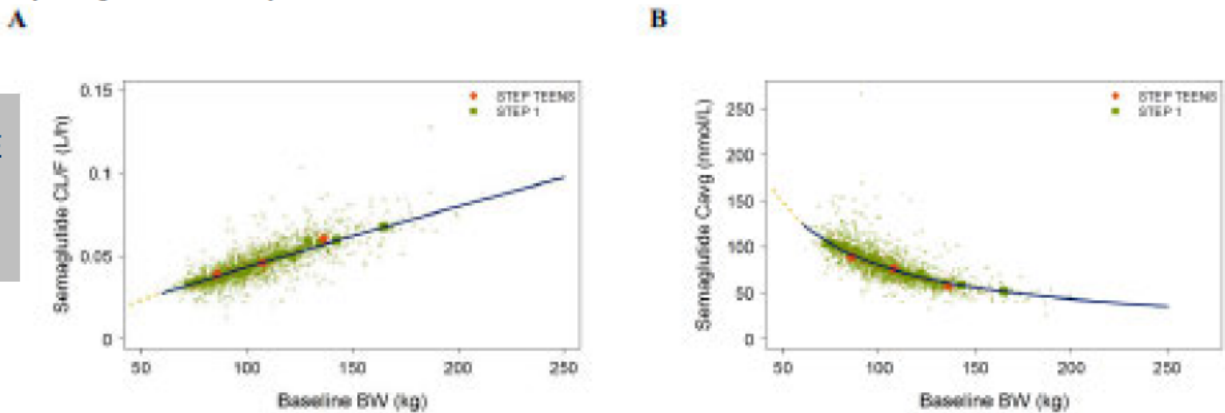 A
B
0.15
0.1
0.05
0
Semaglutide CL/F (L/h)
STEP TEENS
STEP 1
50 100 150 200 250
Baseline BW (kg)
250
200
150
100
50
0
Semaglutide Cavg (nmol/L)
STEP TEENS
STEP 1
50 100 150 200 250
Baseline BW (kg)